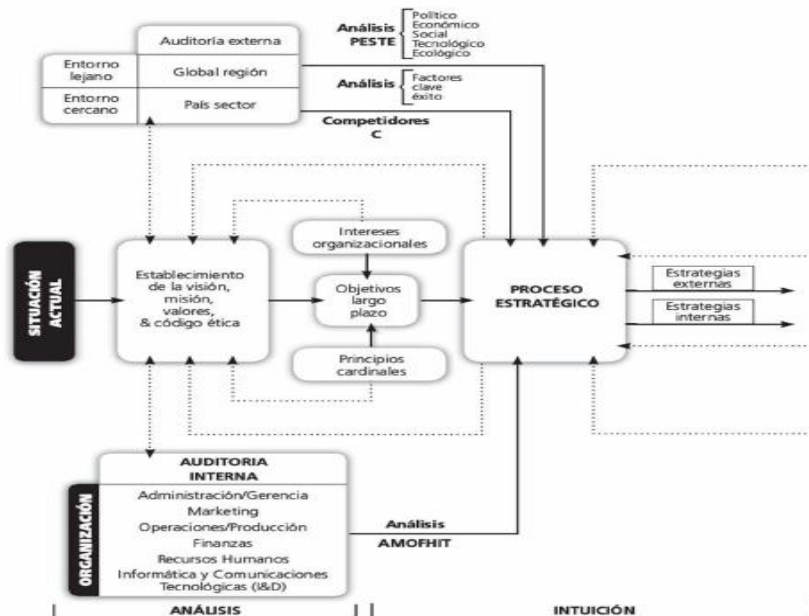 Auditoría externa
Entorno
lejano
Global región
Entorno
cercano
País sector
Análisis
PESTE
Político
Económico
Social
Tecnológico
Ecológico
Análisis
Factores
clave
éxito
Competidores
C
SITUACIÓN
ACTUAL
Establecimiento
de la visión,
misión,
valores,
& código ética
Intereses
organizacionales
Objetivos
largo
plazo
Principios
cardinales
PROCESO
ESTRATÉGICO
Estrategias
externas
Estrategias
internas
ORGANIZACIÓN
AUDITORIA
INTERNA
Administración/Gerencia
Marketing
Operaciones/Producción
Finanzas
Recursos Humanos
Informática y Comunicaciones
Tecnológicas (I&D)
Análisis
AMOFHIT
ANÁLISIS
INTUICIÓN